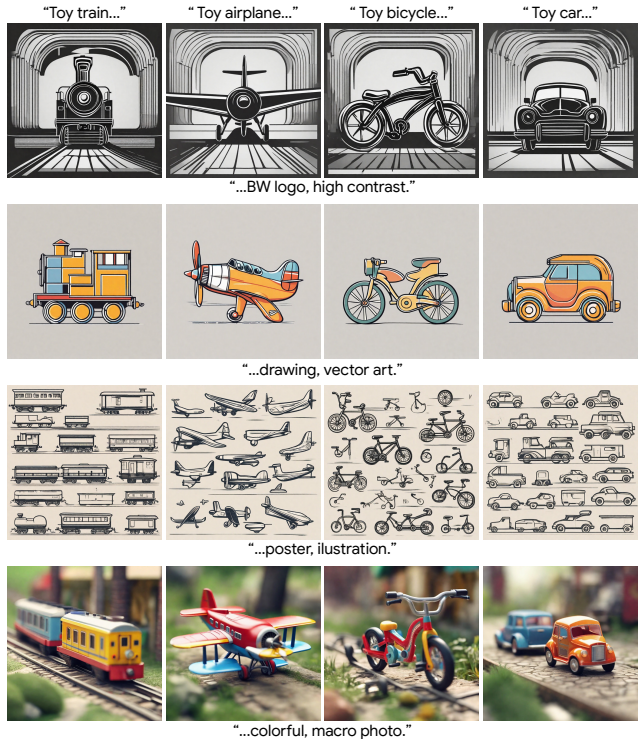 “Toy train...”
“Toy airplane...”
“ Toy bicycle...”
“ Toy car...”
“...BW logo, high contrast.”
“...drawing, vector art.”
“...poster, ilustration.”
“...colorful, macro photo.”